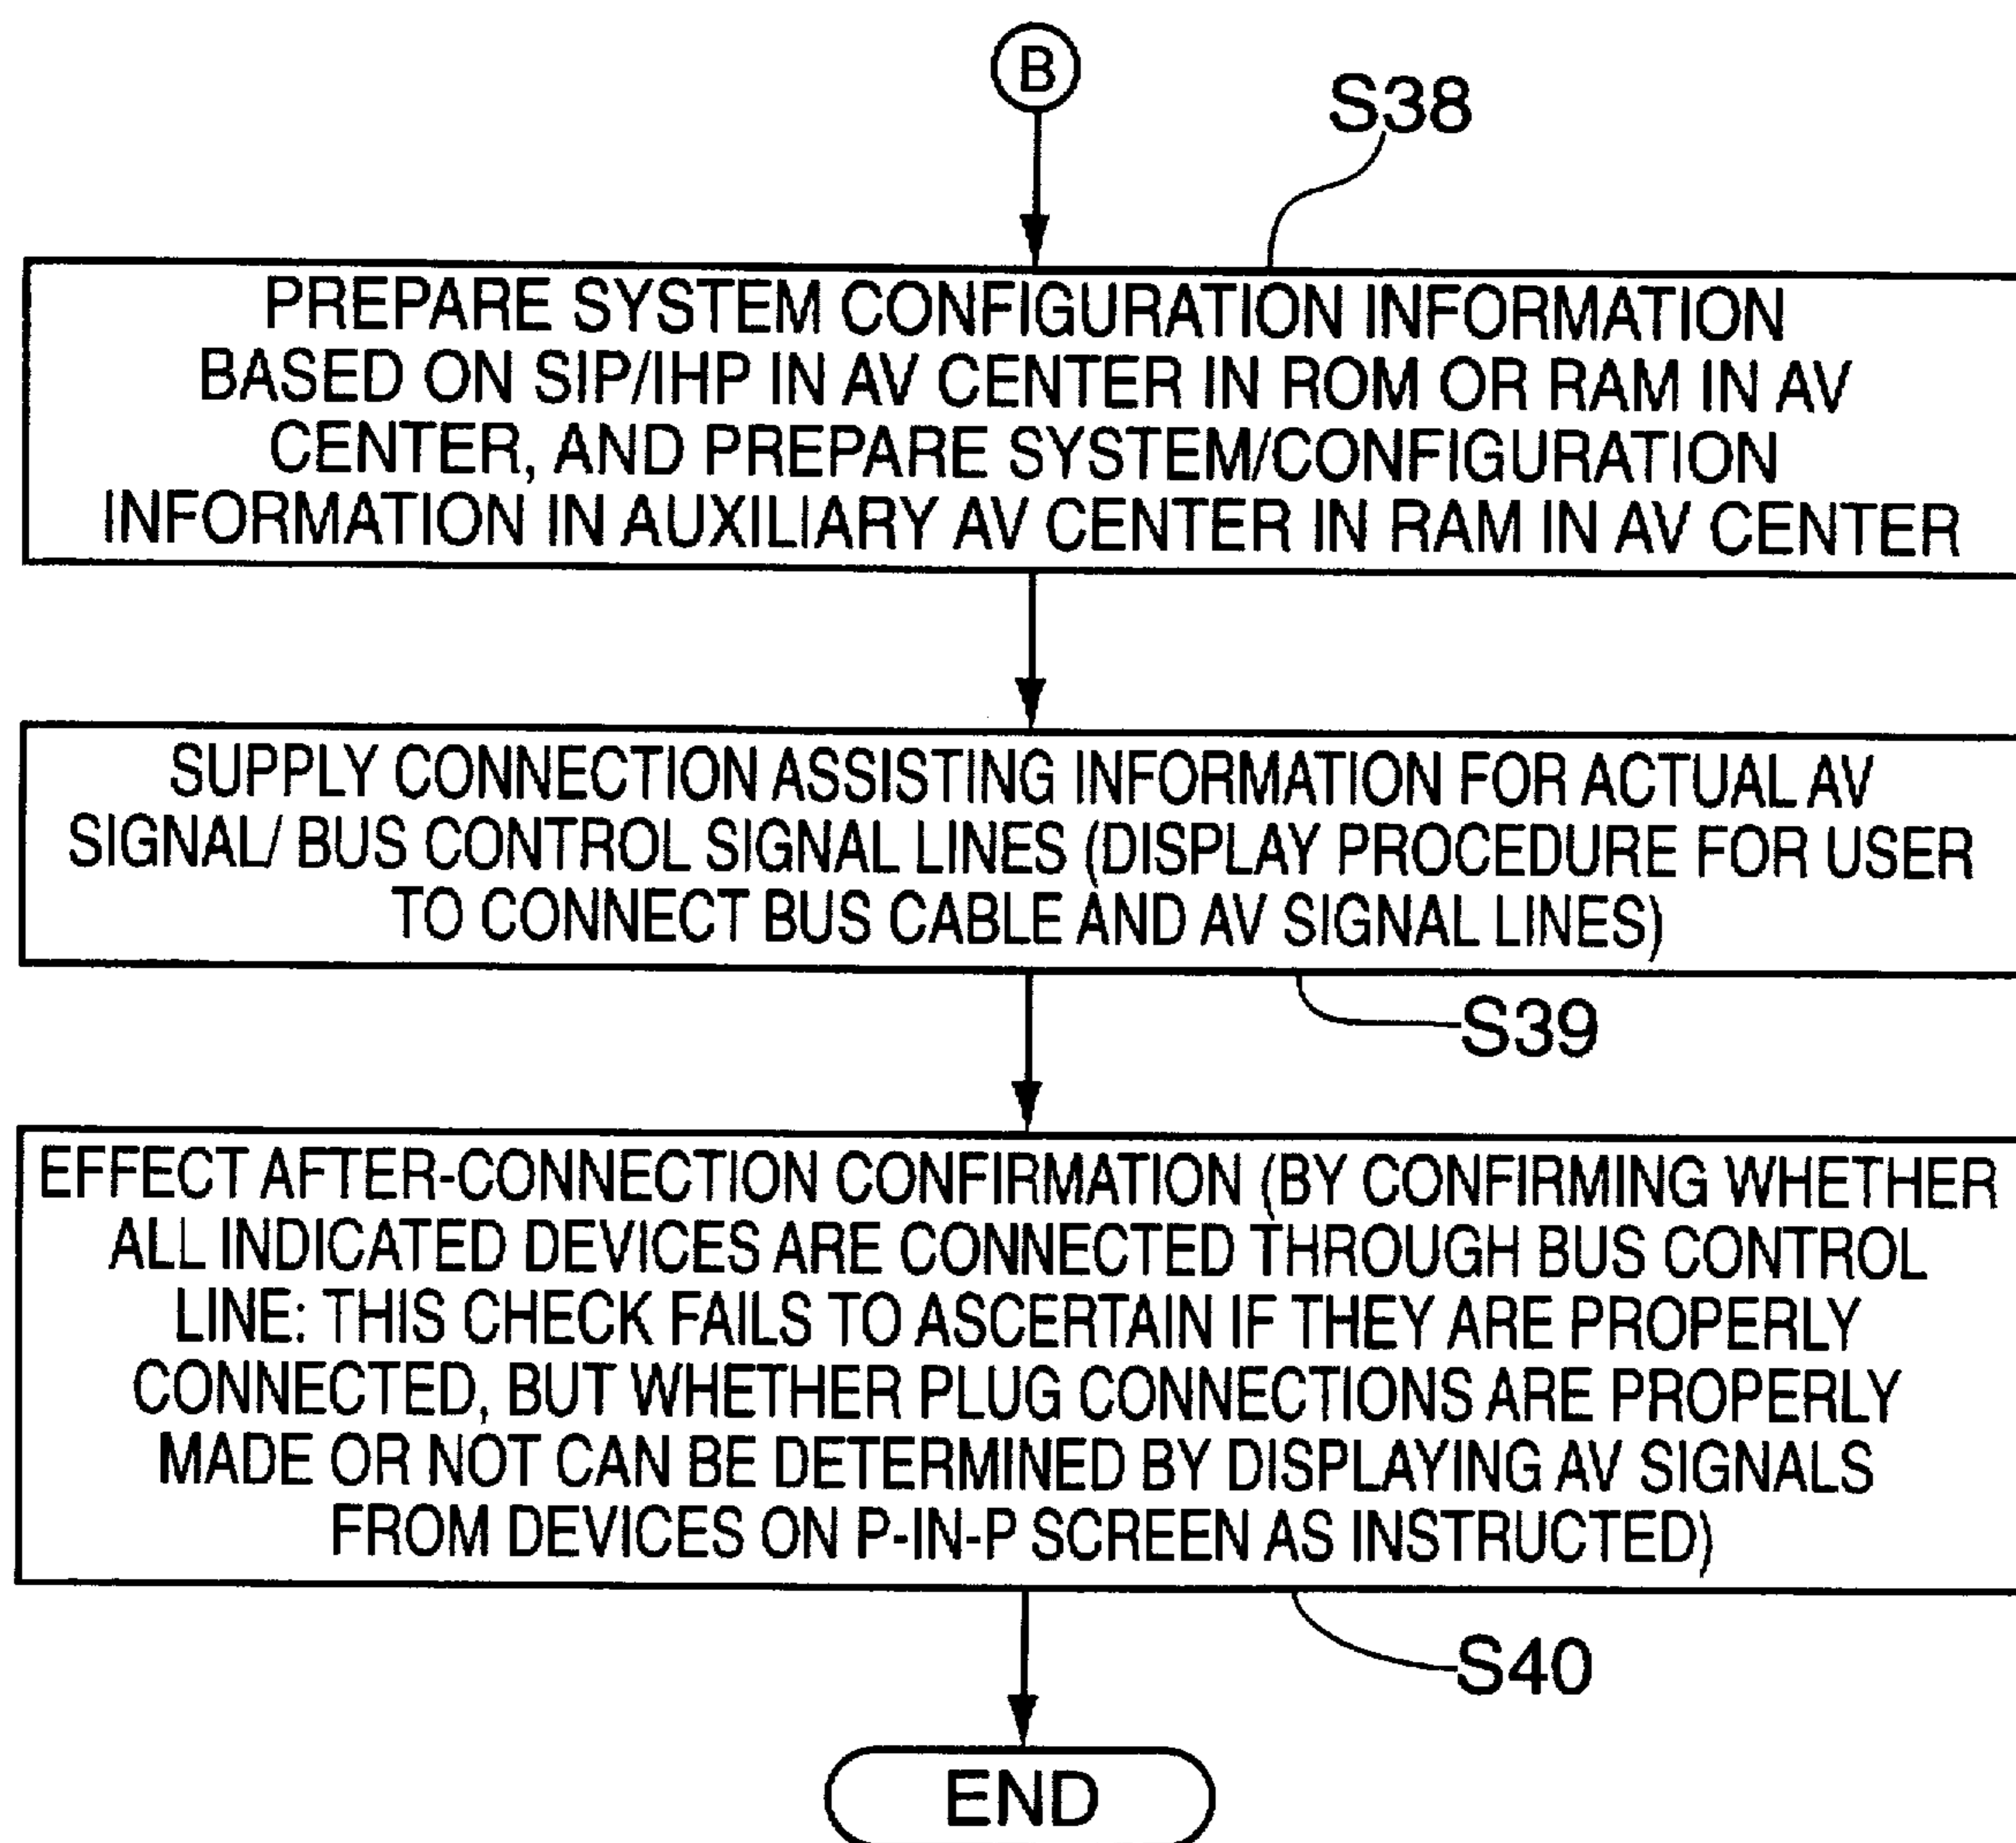 B
S38
PREPARE SYSTEM CONFIGURATION INFORMATION
BASED ON SIP/IHP IN AV CENTER IN ROM OR RAM IN AV
CENTER, AND PREPARE SYSTEM/CONFIGURATION
INFORMATION IN AUXILIARY AV CENTER IN RAM IN AV CENTER
SUPPLY CONNECTION ASSISTING INFORMATION FOR ACTUAL AV
SIGNAL/ BUS CONTROL SIGNAL LINES (DISPLAY PROCEDURE FOR USER
TO CONNECT BUS CABLE AND AV SIGNAL LINES)
S39
EFFECT AFTER-CONNECTION CONFIRMATION (BY CONFIRMING WHETHER
ALL INDICATED DEVICES ARE CONNECTED THROUGH BUS CONTROL
LINE: THIS CHECK FAILS TO ASCERTAIN IF THEY ARE PROPERLY
CONNECTED, BUT WHETHER PLUG CONNECTIONS ARE PROPERLY
MADE OR NOT CAN BE DETERMINED BY DISPLAYING AV SIGNALS
FROM DEVICES ON P-IN-P SCREEN AS INSTRUCTED)
S40
END